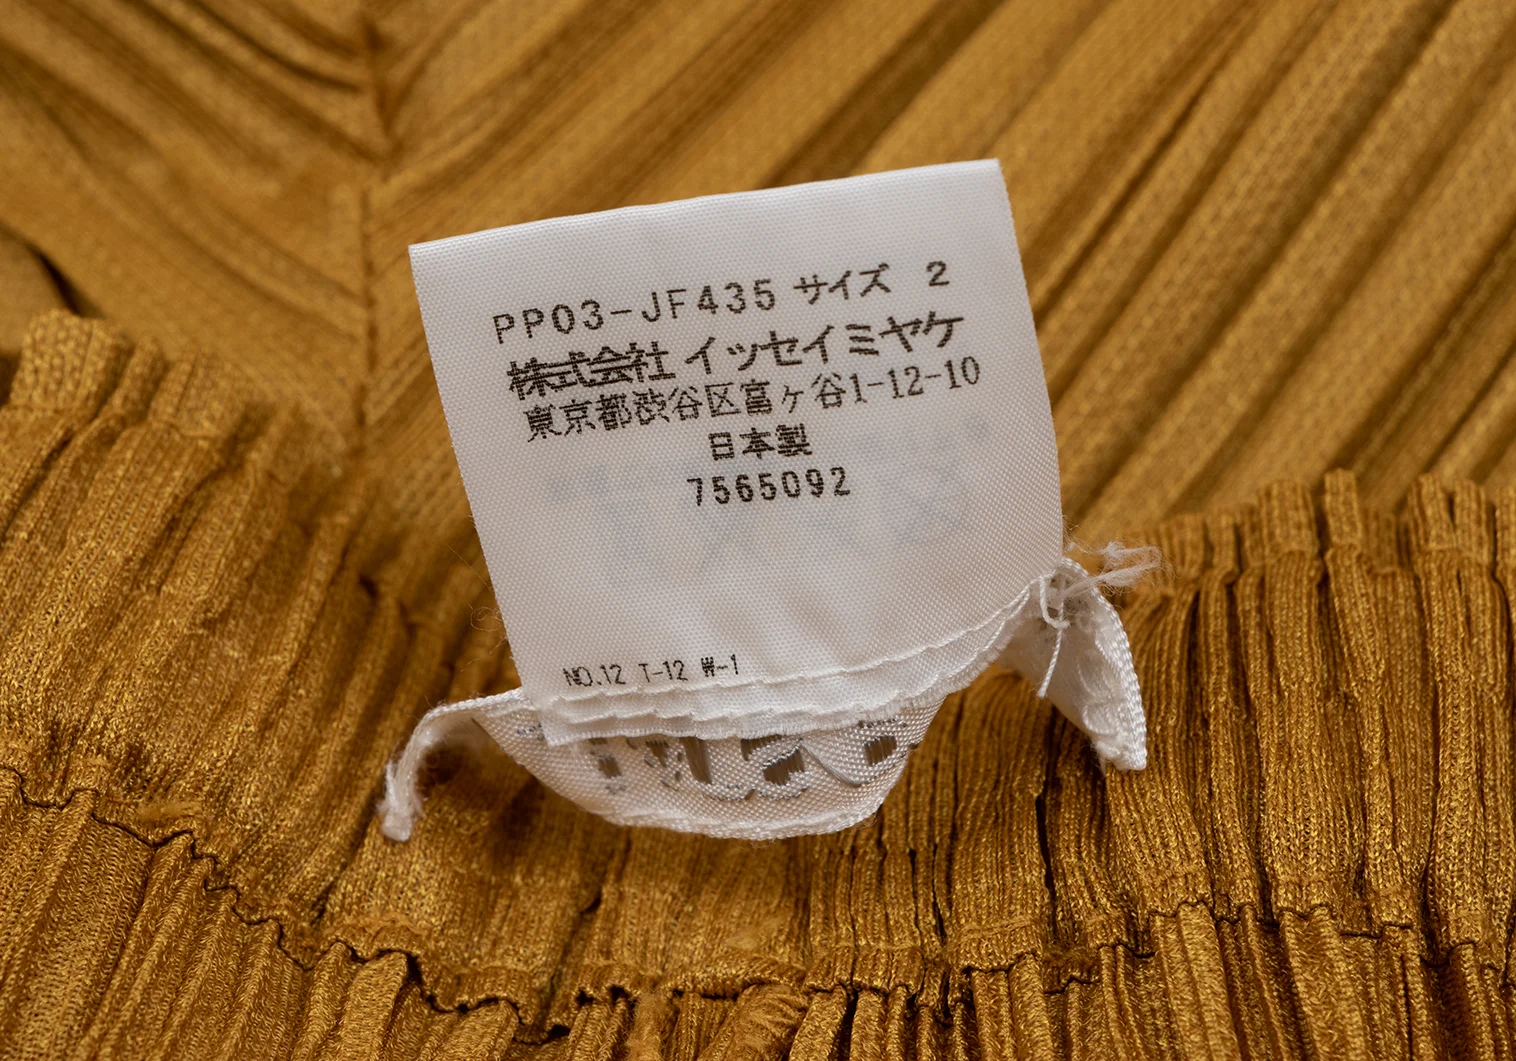 PP03-JF435 サイズ 2
株式会社 イッセイミヤケ
東京都渋谷区富ヶ谷1-12-10
日本製
7565092
NO.12 T-12 W-1